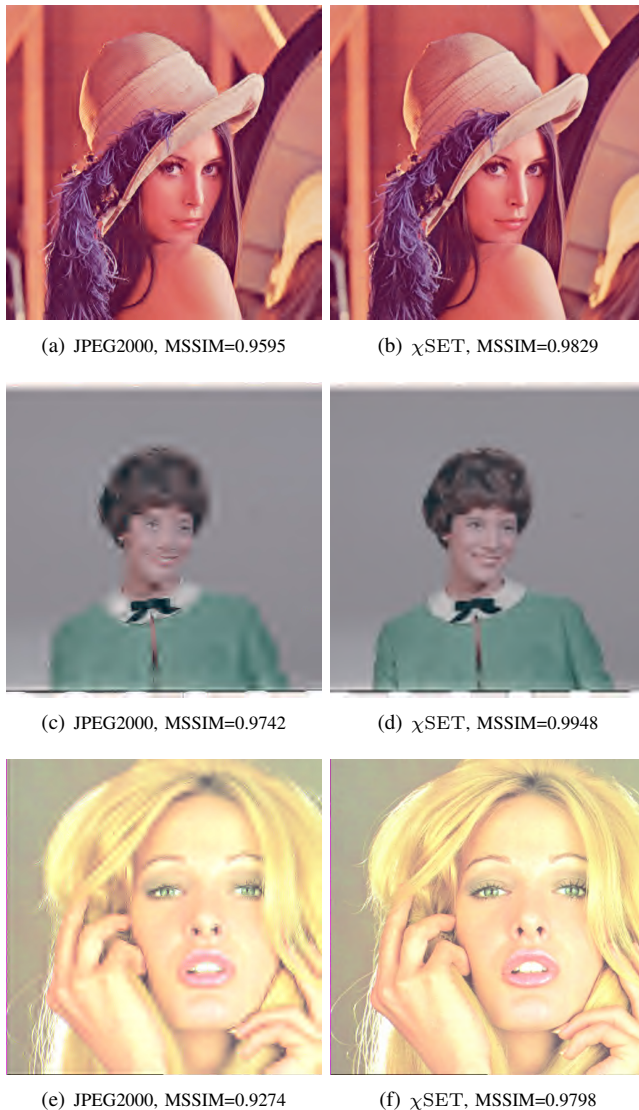 (a) JPEG2000, MSSIM=0.9595
(b) χSET, MSSIM=0.9829
(c) JPEG2000, MSSIM=0.9742
(d) χSET, MSSIM=0.9948
(e) JPEG2000, MSSIM=0.9274
(f) χSET, MSSIM=0.9798